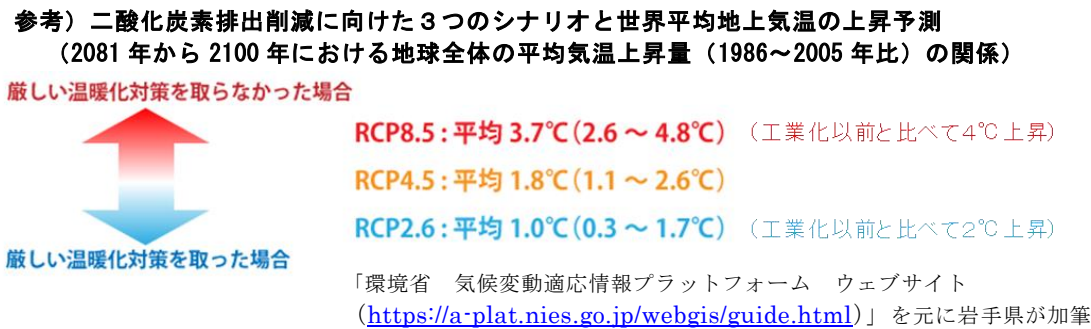 参考）二酸化炭素排出削減に向けた３つのシナリオと世界平均地上気温の上昇予測
（2081 年から 2100 年における地球全体の平均気温上昇量（1986～2005 年比）の関係）
厳しい温暖化対策を取らなかった場合
RCP8.5 : 平均 3.7℃（2.6 ～ 4.8℃） （工業化以前と比べて4℃上昇）
RCP4.5 : 平均 1.8℃（1.1 ～ 2.6℃）
RCP2.6 : 平均 1.0℃（0.3 ～ 1.7℃） （工業化以前と比べて2℃上昇）
厳しい温暖化対策を取った場合
「環境省　気候変動適応情報プラットフォーム　ウェブサイト
（https://a-plat.nies.go.jp/webgis/guide.html）」を元に岩手県が加筆